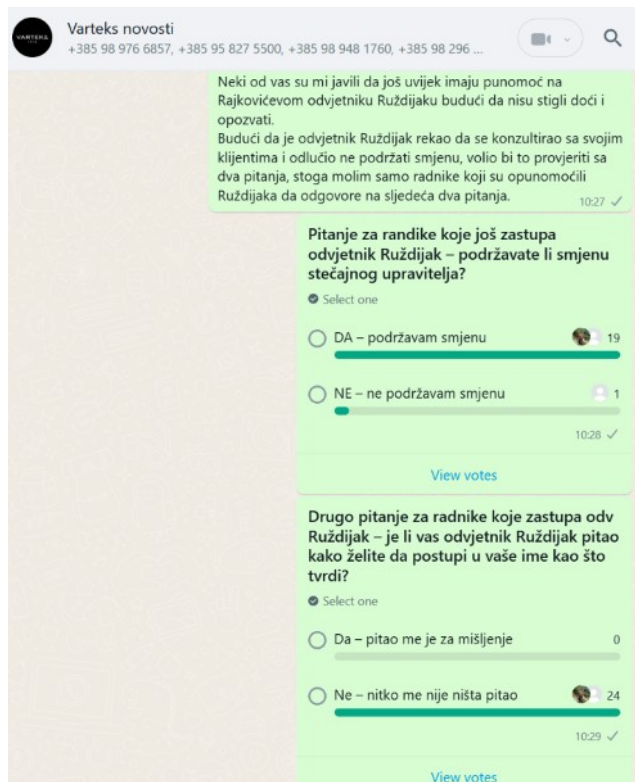 VARTEKS
Varteks novosti
+385 98 976 6857, +385 95 827 5500, +385 98 948 1760, +385 98 296 ...
Neki od vas su mi javili da još uvijek imaju punomoć na
Rajkovićevom odvjetniku Ruždijaku budući da nisu stigli doći i
opozvati.
Budući da je odvjetnik Ruždijak rekao da se konzultirao sa svojim
klijentima i odlučio ne podržati smjenu, volio bi to provjeriti sa
dva pitanja, stoga molim samo radnike koji su opunomoćili
Ruždijaka da odgovore na sljedeća dva pitanja.
10:27
Pitanje za randike koje još zastupa
odvjetnik Ruždijak – podržavate li smjenu
stečajnog upravitelja?
Select one
DA – podržavam smjenu 19
NE – ne podržavam smjenu 1
10:28
View votes
Drugo pitanje za radnike koje zastupa odv
Ruždijak – je li vas odvjetnik Ruždijak pitao
kako želite da postupi u vaše ime kao što
tvrdi?
Select one
Da – pitao me je za mišljenje 0
Ne – nitko me nije ništa pitao 24
10:29
View votes